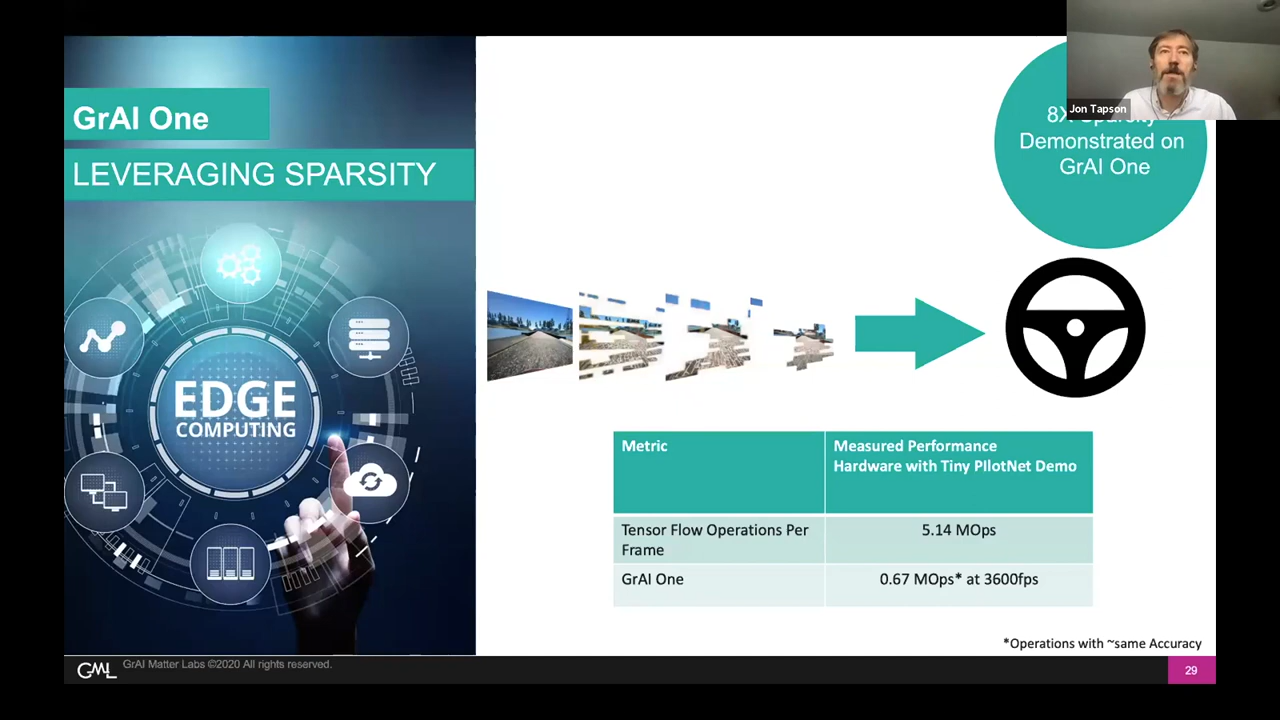 GrAI One
LEVERAGING SPARSITY
EDGE
COMPUTING
Jon Tapson
8X Sparsity
Demonstrated on
GrAI One
Metric
Measured Performance
Hardware with Tiny PIlotNet Demo
Tensor Flow Operations Per
Frame
5.14 MOps
GrAI One
0.67 MOps* at 3600fps
*Operations with ~same Accuracy
GML
GrAI Matter Labs ©2020 All rights reserved.
29